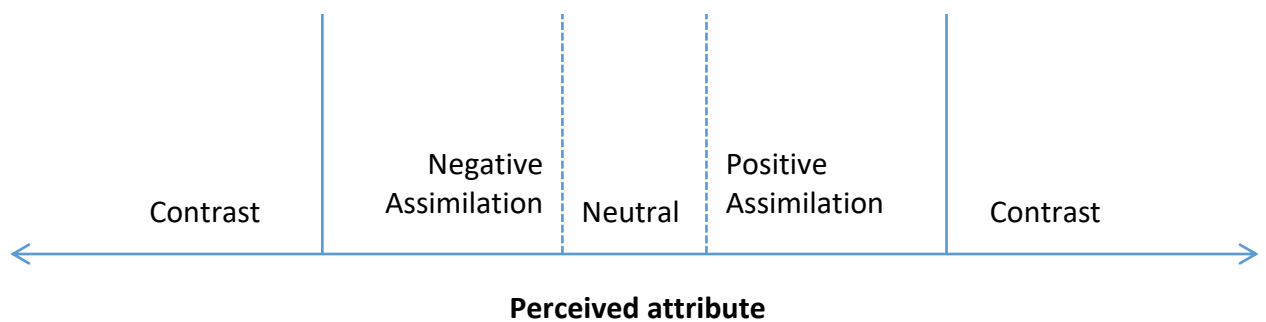 Contrast
Negative
Assimilation
Neutral
Positive
Assimilation
Contrast
Perceived attribute